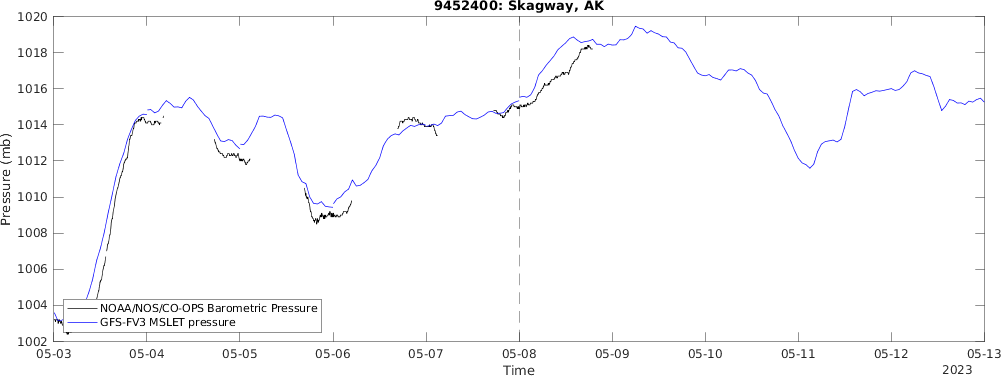 9452400: Skagway, AK
Pressure (mb)
1020
1018
1016
1014
1012
1010
1008
1006
1004
1002
NOAA/NOS/CO-OPS Barometric Pressure
GFS-FV3 MSLET pressure
05-03 05-04 05-05 05-06 05-07 05-08 05-09 05-10 05-11 05-12 05-13
Time
2023